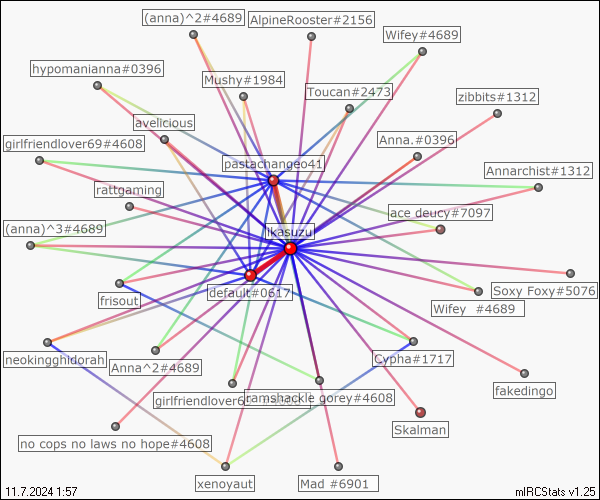 (anna)^2#4689
AlpineRooster#2156
Wifey#4689
hypomanianna#0396
Mushy#1984
Toucan#2473
zibbits#1312
avelicious
girlfriendlover69#4608
pastachangeo41
Anna.#0396
Annarchist#1312
rattgaming
ace deucy#7097
(anna)^3#4689
Ikasuzu
default#0617
Soxy Foxy#5076
frisout
Wifey #4689
neokingghidorah
Anna^2#4689
Cypha#1717
girlfriendlover6
ramshackle gorey#4608
fakedingo
Skalman
no cops no laws no hope#4608
xenoyaut
Mad #6901
11.7.2024 1:57
mIRCStats v1.25